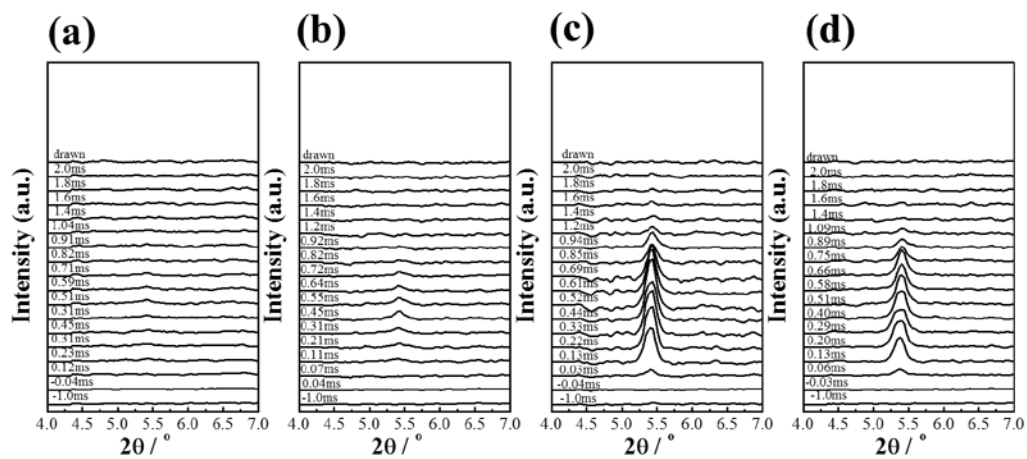 (a)
(b)
(c)
(d)
Intensity (a.u.)
drawn
2.0ms
1.8ms
1.6ms
1.4ms
1.04ms
0.91ms
0.82ms
0.71ms
0.59ms
0.51ms
0.31ms
0.45ms
0.31ms
0.23ms
0.12ms
-0.04ms
-1.0ms
4.0 4.5 5.0 5.5 6.0 6.5 7.0
2θ / °
Intensity (a.u.)
drawn
2.0ms
1.8ms
1.6ms
1.4ms
1.2ms
0.92ms
0.82ms
0.72ms
0.64ms
0.55ms
0.45ms
0.31ms
0.21ms
0.11ms
0.07ms
0.04ms
-1.0ms
4.0 4.5 5.0 5.5 6.0 6.5 7.0
2θ / °
Intensity (a.u.)
drawn
2.0ms
1.8ms
1.6ms
1.4ms
1.2ms
0.94ms
0.85ms
0.69ms
0.61ms
0.52ms
0.44ms
0.33ms
0.22ms
0.13ms
0.03ms
-0.04ms
-1.0ms
4.0 4.5 5.0 5.5 6.0 6.5 7.0
2θ / °
Intensity (a.u.)
drawn
2.0ms
1.8ms
1.6ms
1.4ms
1.09ms
0.89ms
0.75ms
0.66ms
0.58ms
0.51ms
0.40ms
0.29ms
0.20ms
0.13ms
0.06ms
-0.03ms
-1.0ms
4.0 4.5 5.0 5.5 6.0 6.5 7.0
2θ / °